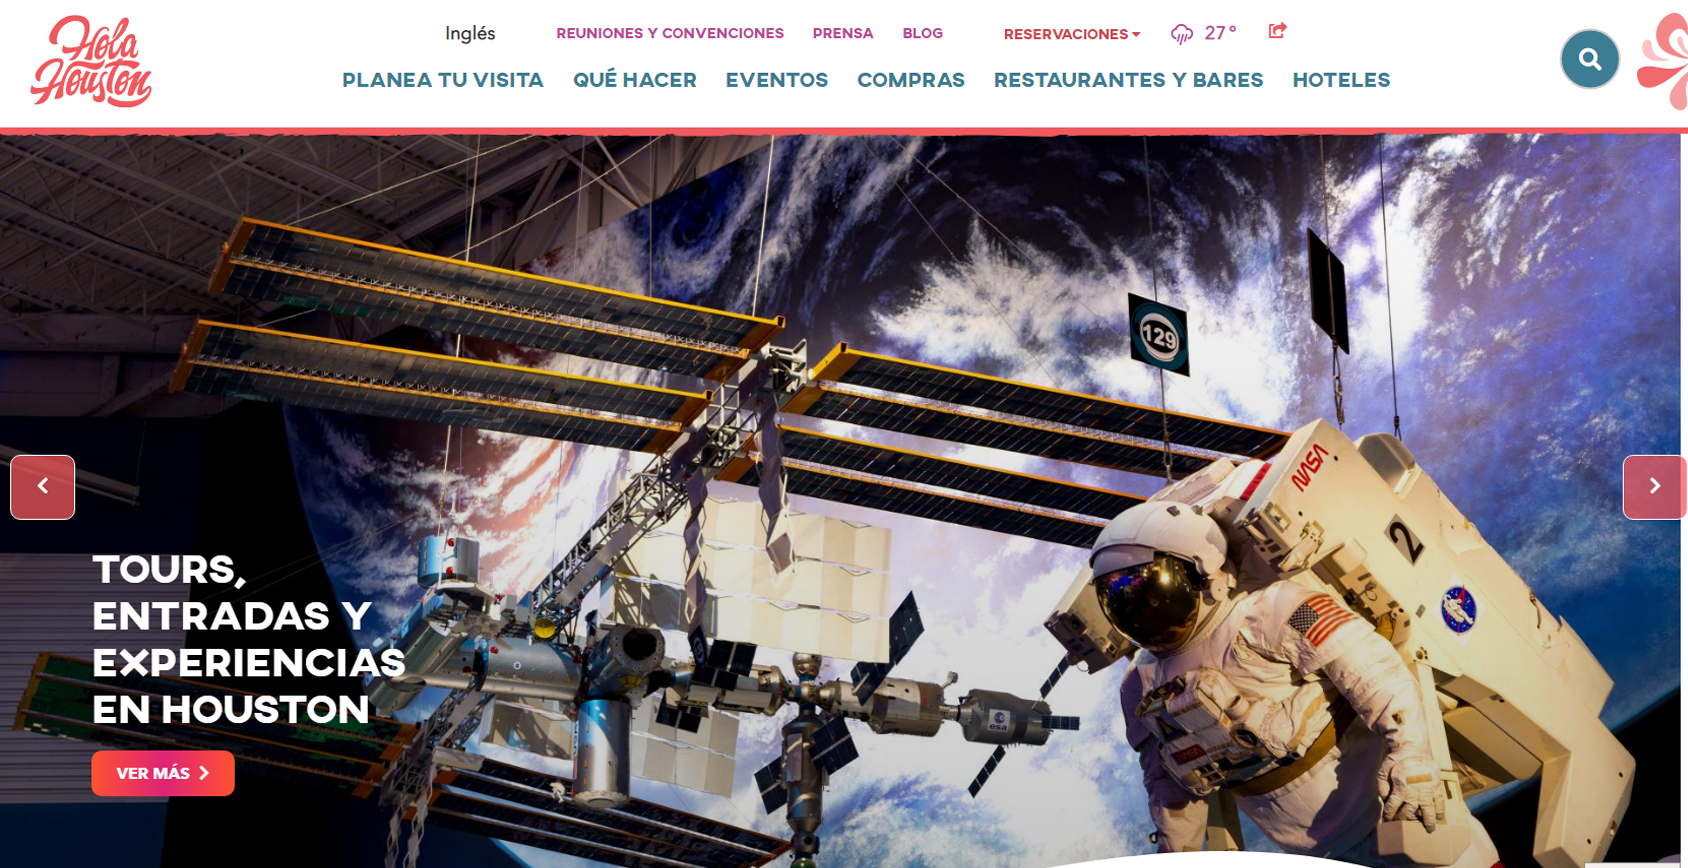 Hola
Houston
Inglés
REUNIONES Y CONVENCIONES
PRENSA
BLOG
RESERVACIONES
27°
PLANEA TU VISITA
QUÉ HACER
EVENTOS
COMPRAS
RESTAURANTES Y BARES
HOTELES
129
NASA
2
esa
TOURS,
ENTRADAS Y
EXPERIENCIAS
EN HOUSTON
VER MÁS